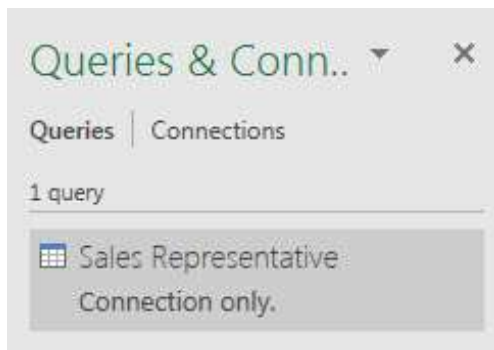 Queries & Conn..
Queries | Connections
1 query
Sales Representative
Connection only.